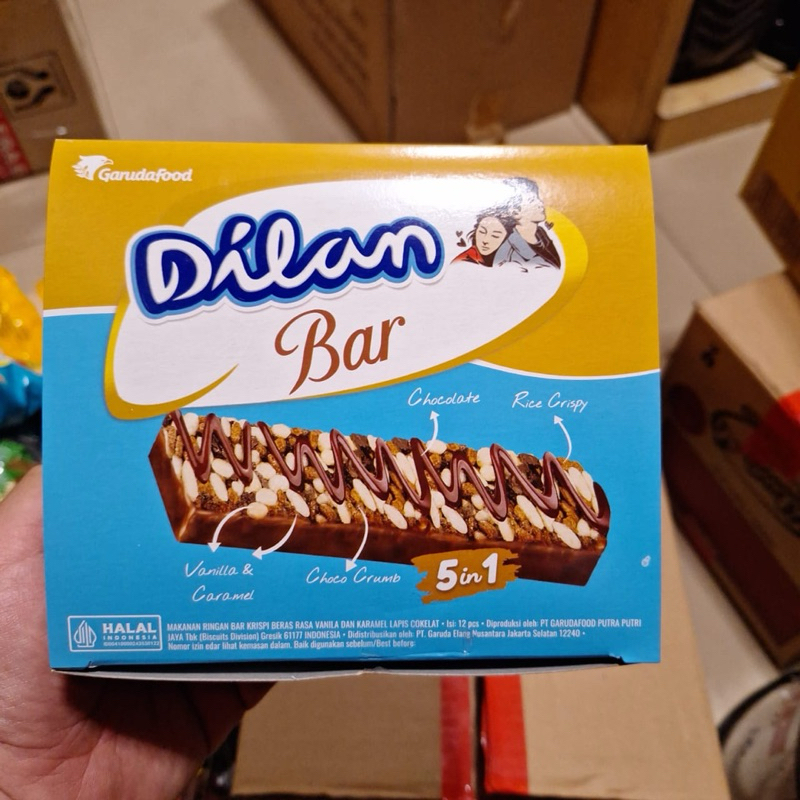 Garudafood
Dilan
Bar
Chocolate
Rice Crispy
Vanilla &
Caramel
Choco Crumb
5in1
HALAL
INDONESIA
MAKANAN RINGAN BAR KRISPI BERAS RASA VANILA DAN KARAMEL LAPIS COKELAT • Isi: 12 pcs • Diproduksi oleh: PT GARUDAFOOD PUTRA PUTRI
JAYA Tbk (Biscuits Division) Gresik 61177 INDONESIA • Didistribusikan oleh: PT. Garuda Elang Nusantara Jakarta Selatan 12240 •
Nomor izin edar lihat kemasan dalam. Baik digunakan sebelum/Best before: